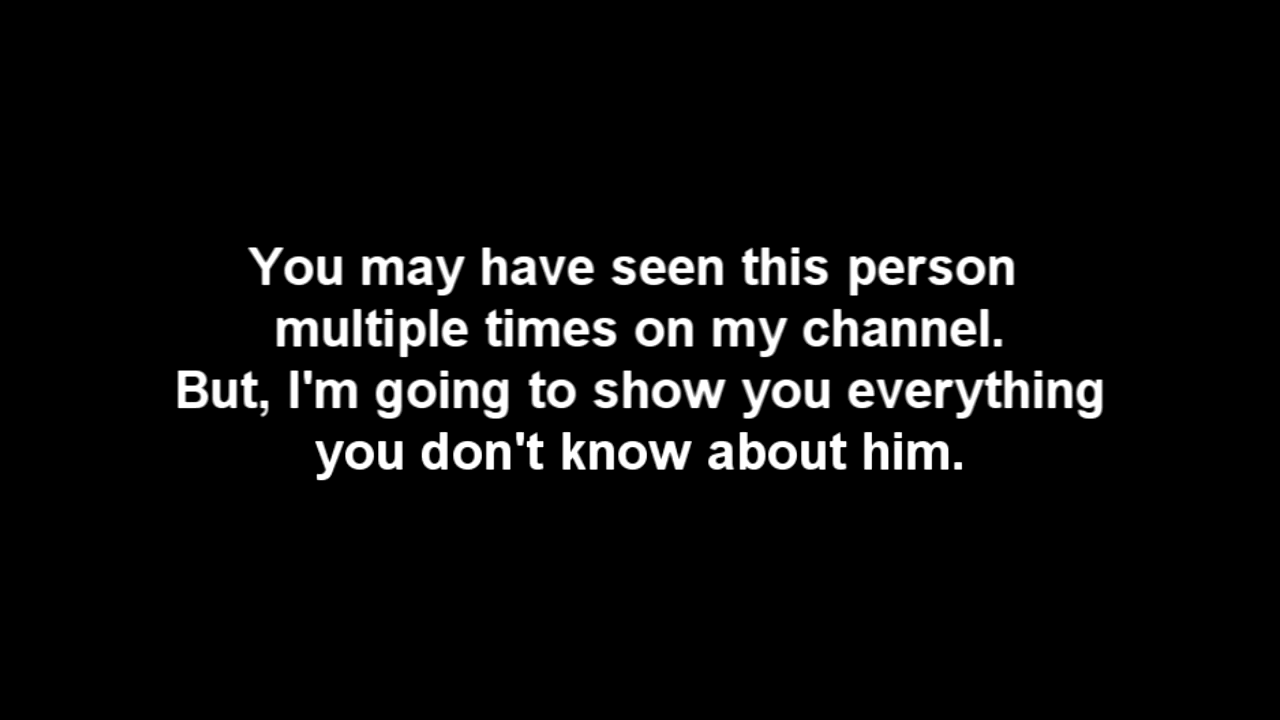 You may have seen this person
multiple times on my channel.
But, I'm going to show you everything
you don't know about him.